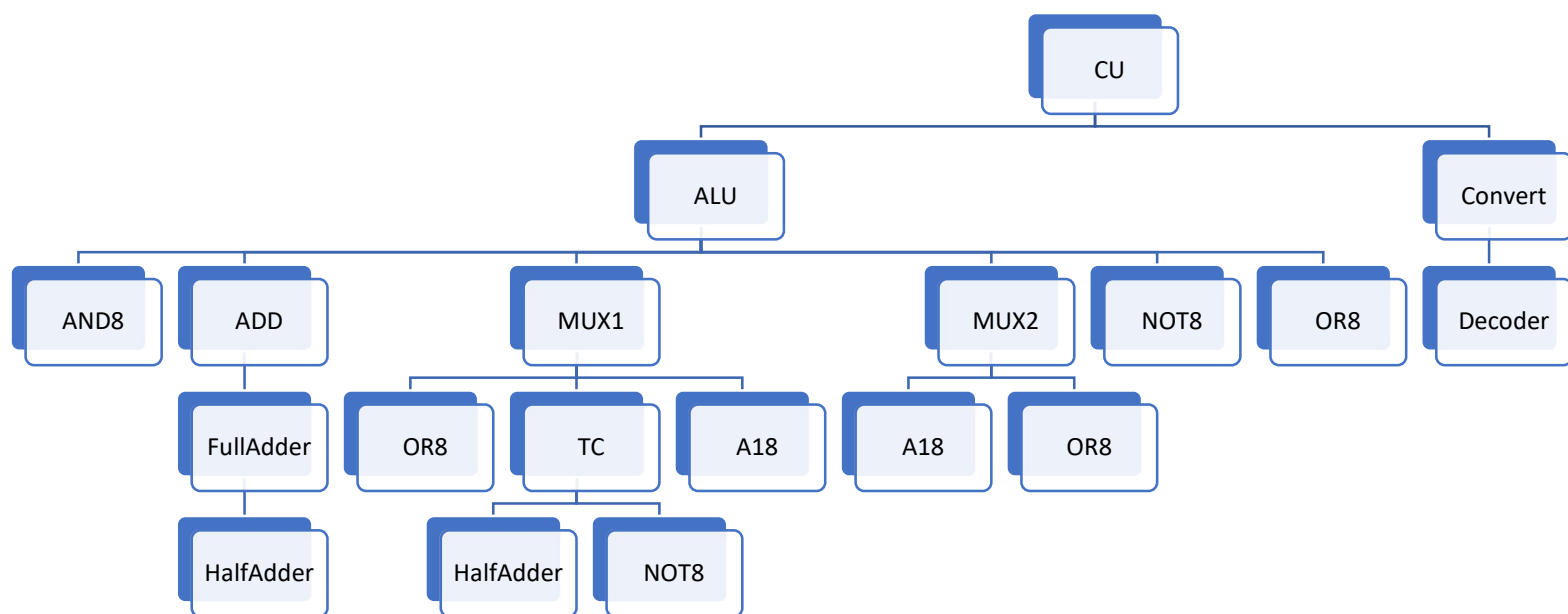 CU
ALU
Convert
AND8
ADD
MUX1
MUX2
NOT8
OR8
Decoder
FullAdder
OR8
TC
A18
A18
OR8
HalfAdder
HalfAdder
NOT8